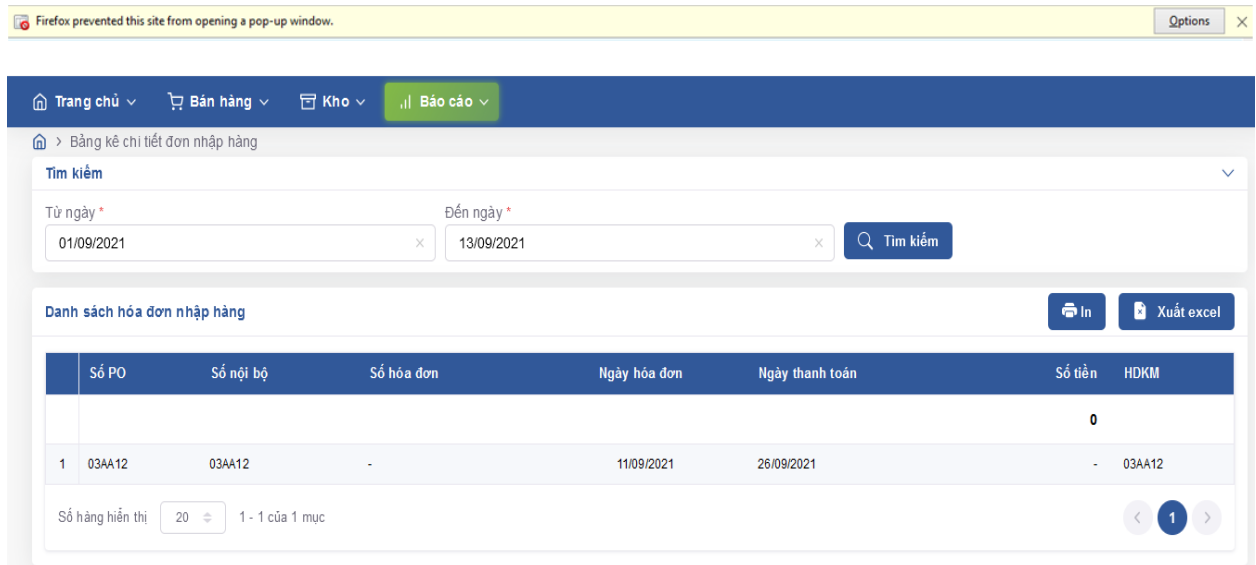 Firefox prevented this site from opening a pop-up window. Options
Trang chủ Bán hàng Kho Báo cáo
> Bảng kê chi tiết đơn nhập hàng
Tìm kiếm
Từ ngày * Đến ngày *
01/09/2021 13/09/2021 Tìm kiếm
Danh sách hóa đơn nhập hàng In Xuất excel
Số PO Số nội bộ Số hóa đơn Ngày hóa đơn Ngày thanh toán Số tiền HDKM
0
1 03AA12 03AA12 - 11/09/2021 26/09/2021 - 03AA12
Số hàng hiển thị 20 1 - 1 của 1 mục < 1 >